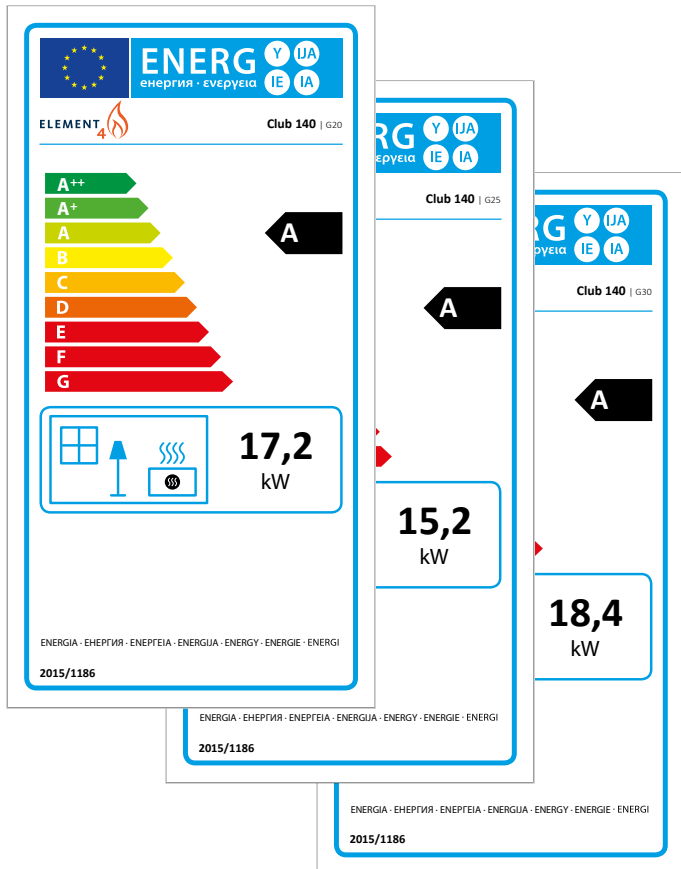 ENERG Y IJA
енергия · ενεργεια IE IA
ELEMENT 4
Club 140 | G20
A++
A+
A
A
B
C
D
E
F
G
17,2
kW
ENERGIA · ЕНЕРГИЯ · ΕΝΕΡΓΕΙΑ · ENERGIJA · ENERGY · ENERGIE · ENERGI
2015/1186
RG Y IJA
εργεια IE IA
Club 140 | G25
A
15,2
kW
ENERGIA · ЕНЕРГИЯ · ΕΝΕΡΓΕΙΑ · ENERGIJA · ENERGY · ENERGIE · ENERGI
2015/1186
G Y IJA
ργεια IE IA
Club 140 | G30
A
18,4
kW
ENERGIA · ЕНЕРГИЯ · ΕΝΕΡΓΕΙΑ · ENERGIJA · ENERGY · ENERGIE · ENERGI
2015/1186